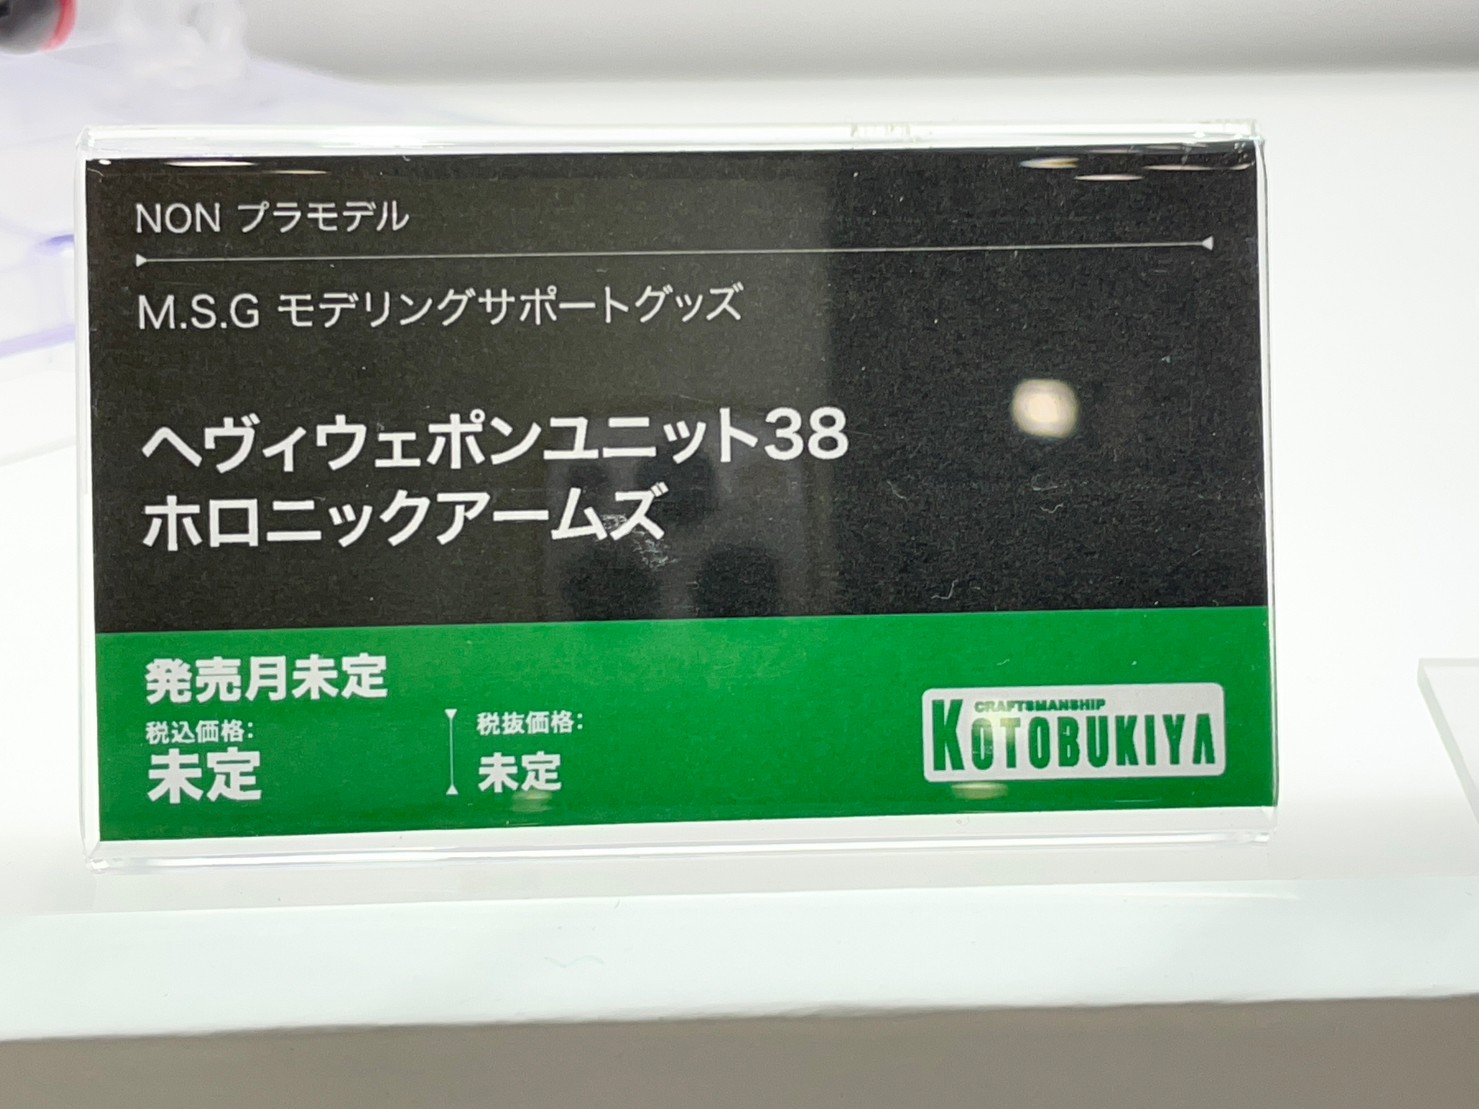 NON プラモデル
M.S.G モデリングサポートグッズ
ヘヴィウェポンユニット38
ホロニックアームズ
発売月未定
税込価格:
未定
税抜価格:
未定
CRAFTSMANSHIP
KOTOBUKIYA